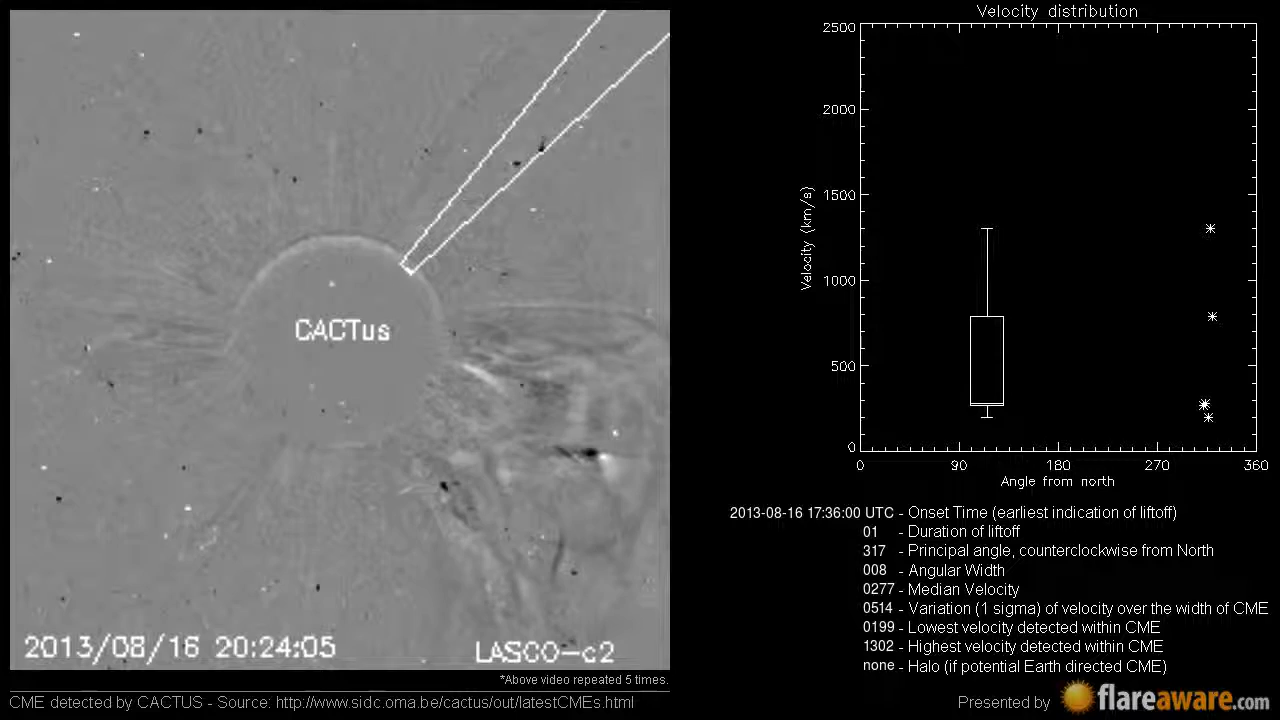 CACTus
2013/08/16 20:24:05
LASCO-c2
*Above video repeated 5 times.
CME detected by CACTUS - Source: http://www.sidc.oma.be/cactus/out/latestCMEs.html
Velocity distribution
Velocity (km/s)
2500
2000
1500
1000
500
0
0 90 180 270 360
Angle from north
2013-08-16 17:36:00 UTC - Onset Time (earliest indication of liftoff)
01 - Duration of liftoff
317 - Principal angle, counterclockwise from North
008 - Angular Width
0277 - Median Velocity
0514 - Variation (1 sigma) of velocity over the width of CME
0199 - Lowest velocity detected within CME
1302 - Highest velocity detected within CME
none - Halo (if potential Earth directed CME)
Presented by flareaware.com